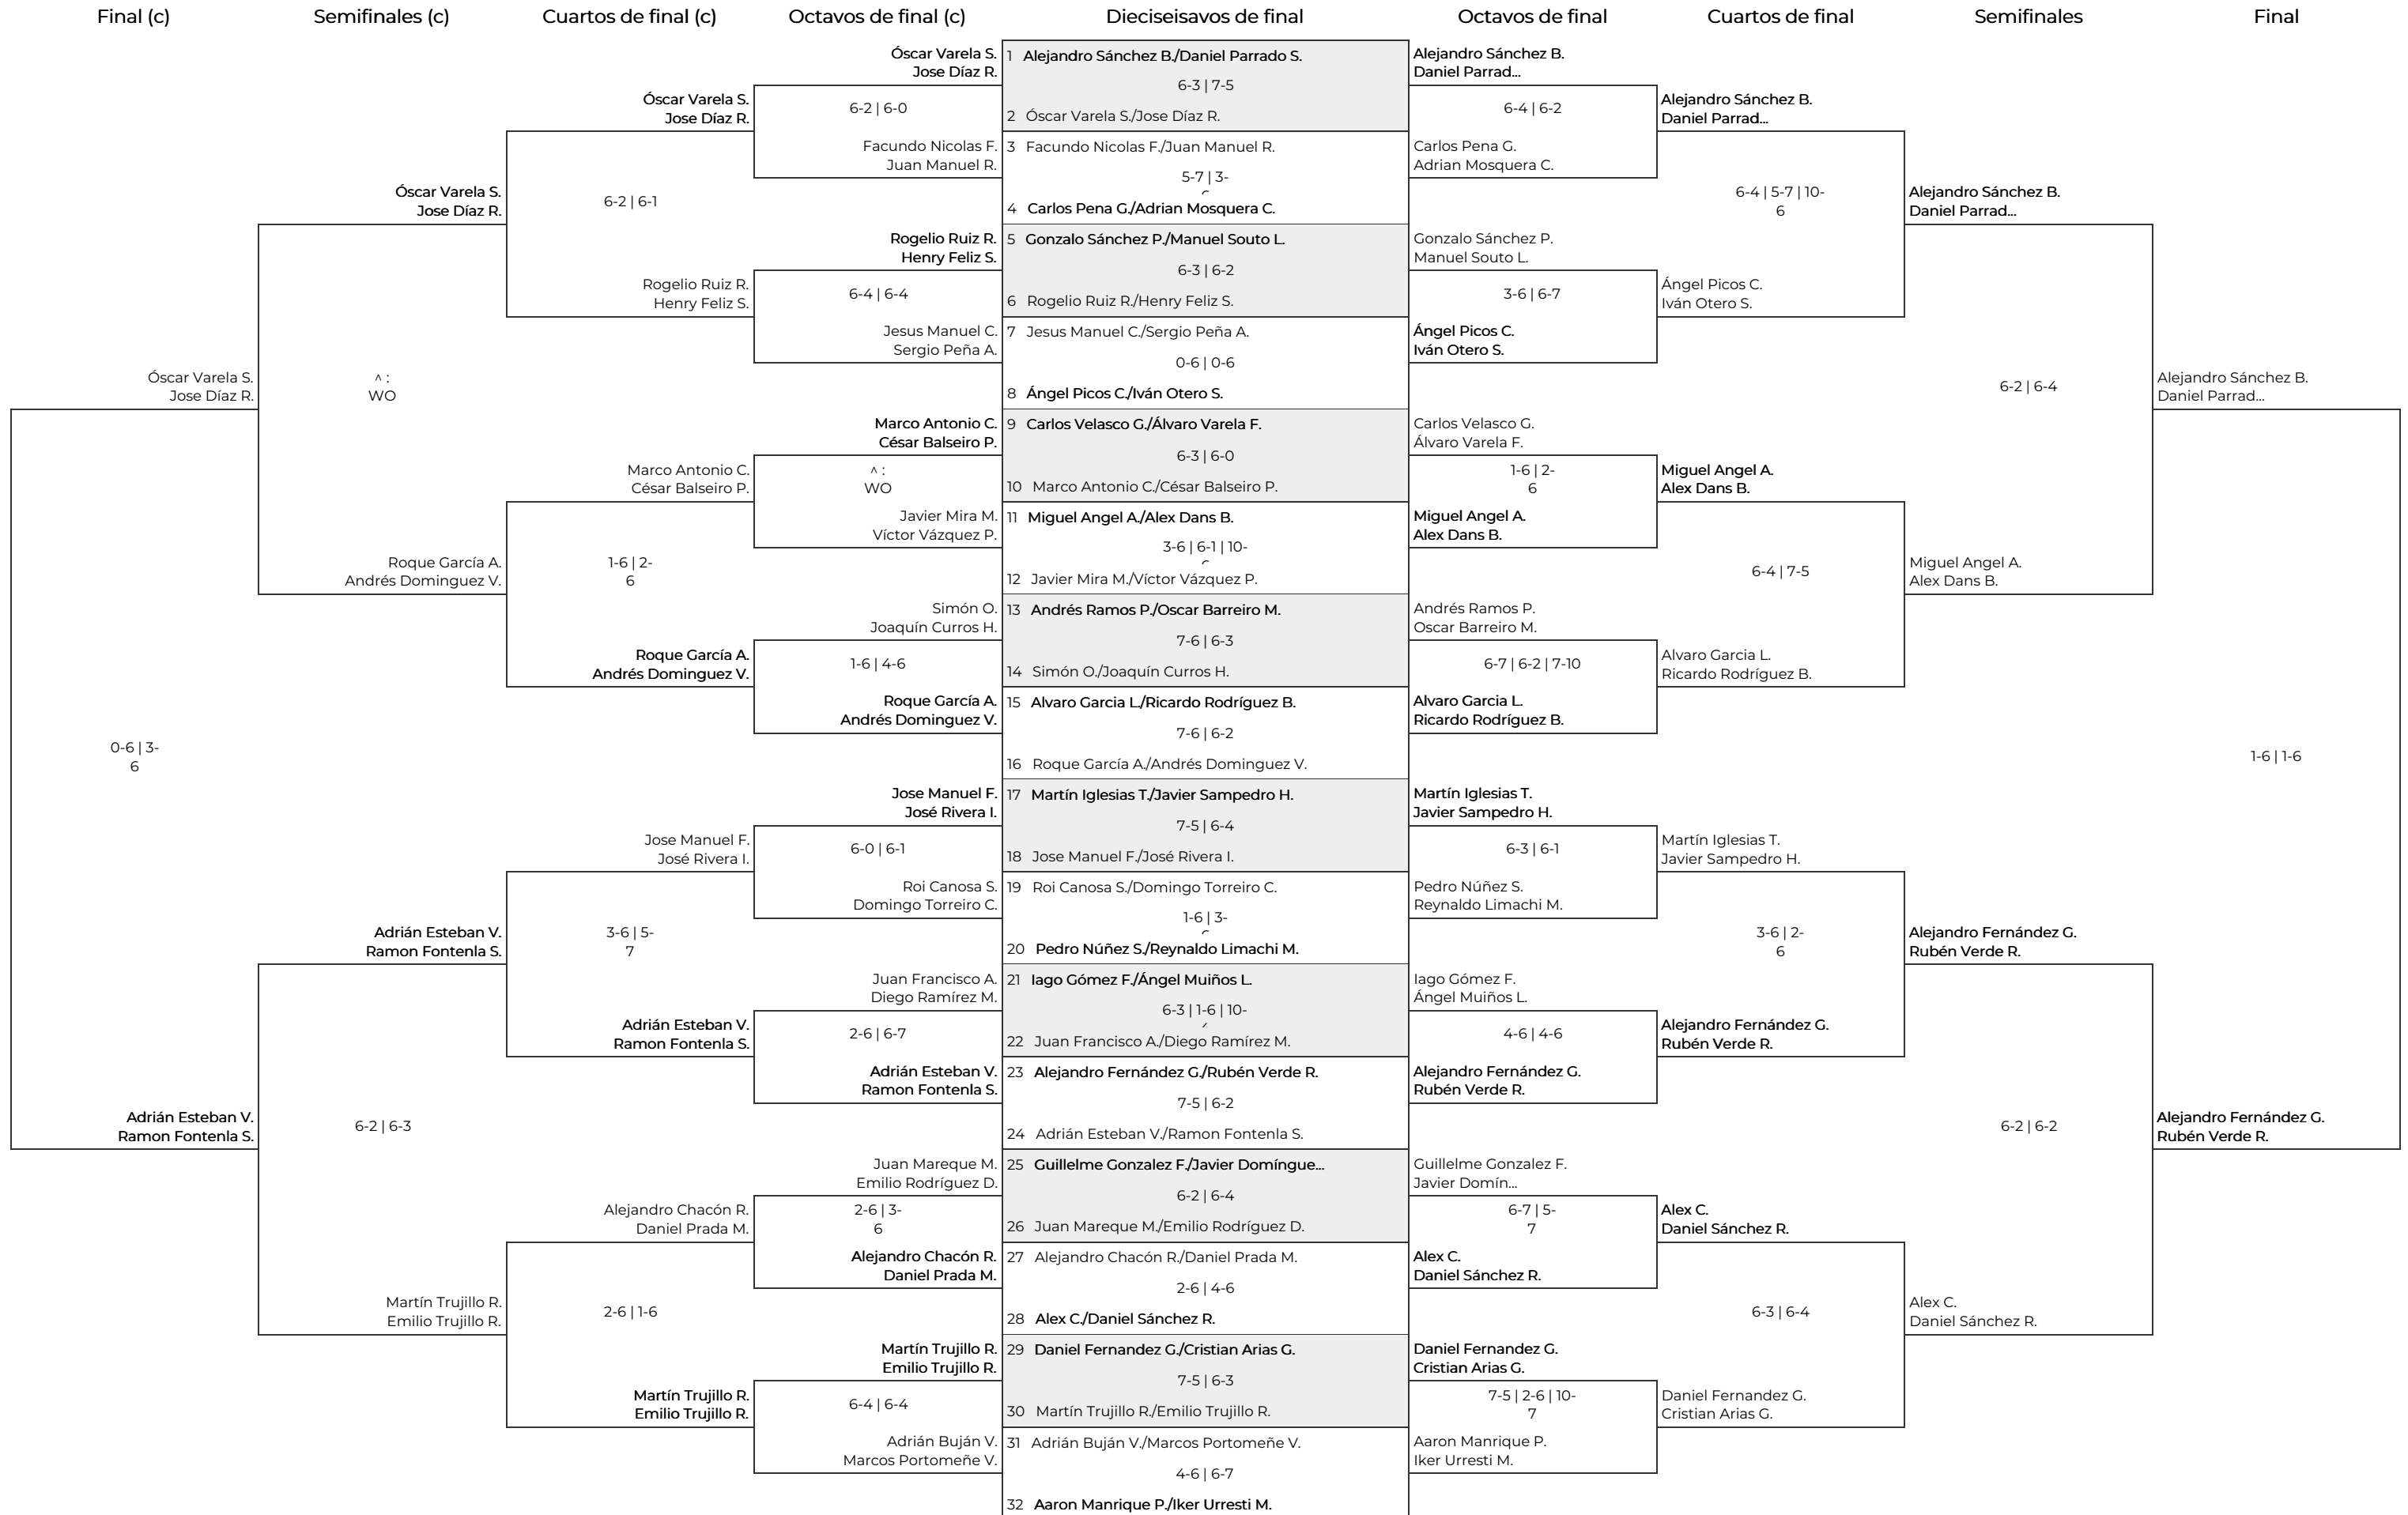 Final (c)
Semifinales (c)
Cuartos de final (c)
Octavos de final (c)
Dieciseisavos de final
Octavos de final
Cuartos de final
Semifinales
Final
Óscar Varela S.
Jose Díaz R.
0-6 | 3-
6
Adrián Esteban V.
Ramon Fontenla S.
Óscar Varela S.
Jose Díaz R.
^ :
WO
Roque García A.
Andrés Dominguez V.
Adrián Esteban V.
Ramon Fontenla S.
6-2 | 6-3
Martín Trujillo R.
Emilio Trujillo R.
Óscar Varela S.
Jose Díaz R.
6-2 | 6-1
Rogelio Ruiz R.
Henry Feliz S.
Marco Antonio C.
César Balseiro P.
1-6 | 2-
6
Roque García A.
Andrés Dominguez V.
Jose Manuel F.
José Rivera I.
3-6 | 5-
7
Adrián Esteban V.
Ramon Fontenla S.
Alejandro Chacón R.
Daniel Prada M.
2-6 | 1-6
Martín Trujillo R.
Emilio Trujillo R.
Óscar Varela S.
Jose Díaz R.
6-2 | 6-0
Facundo Nicolas F.
Juan Manuel R.
Rogelio Ruiz R.
Henry Feliz S.
6-4 | 6-4
Jesus Manuel C.
Sergio Peña A.
Marco Antonio C.
César Balseiro P.
^ :
WO
Javier Mira M.
Víctor Vázquez P.
Simón O.
Joaquín Curros H.
1-6 | 4-6
Roque García A.
Andrés Dominguez V.
Jose Manuel F.
José Rivera I.
6-0 | 6-1
Roi Canosa S.
Domingo Torreiro C.
Juan Francisco A.
Diego Ramírez M.
2-6 | 6-7
Adrián Esteban V.
Ramon Fontenla S.
Juan Mareque M.
Emilio Rodríguez D.
2-6 | 3-
6
Alejandro Chacón R.
Daniel Prada M.
Martín Trujillo R.
Emilio Trujillo R.
6-4 | 6-4
Adrián Buján V.
Marcos Portomeñe V.
1 Alejandro Sánchez B./Daniel Parrado S.
6-3 | 7-5
2 Óscar Varela S./Jose Díaz R.
3 Facundo Nicolas F./Juan Manuel R.
5-7 | 3-
4 Carlos Pena G./Adrian Mosquera C.
5 Gonzalo Sánchez P./Manuel Souto L.
6-3 | 6-2
6 Rogelio Ruiz R./Henry Feliz S.
7 Jesus Manuel C./Sergio Peña A.
0-6 | 0-6
8 Ángel Picos C./Iván Otero S.
9 Carlos Velasco G./Álvaro Varela F.
6-3 | 6-0
10 Marco Antonio C./César Balseiro P.
11 Miguel Angel A./Alex Dans B.
3-6 | 6-1 | 10-
12 Javier Mira M./Víctor Vázquez P.
13 Andrés Ramos P./Oscar Barreiro M.
7-6 | 6-3
14 Simón O./Joaquín Curros H.
15 Alvaro Garcia L./Ricardo Rodríguez B.
7-6 | 6-2
16 Roque García A./Andrés Dominguez V.
17 Martín Iglesias T./Javier Sampedro H.
7-5 | 6-4
18 Jose Manuel F./José Rivera I.
19 Roi Canosa S./Domingo Torreiro C.
1-6 | 3-
20 Pedro Núñez S./Reynaldo Limachi M.
21 Iago Gómez F./Ángel Muiños L.
6-3 | 1-6 | 10-
22 Juan Francisco A./Diego Ramírez M.
23 Alejandro Fernández G./Rubén Verde R.
7-5 | 6-2
24 Adrián Esteban V./Ramon Fontenla S.
25 Guillelme Gonzalez F./Javier Domíngue...
6-2 | 6-4
26 Juan Mareque M./Emilio Rodríguez D.
27 Alejandro Chacón R./Daniel Prada M.
2-6 | 4-6
28 Alex C./Daniel Sánchez R.
29 Daniel Fernandez G./Cristian Arias G.
7-5 | 6-3
30 Martín Trujillo R./Emilio Trujillo R.
31 Adrián Buján V./Marcos Portomeñe V.
4-6 | 6-7
32 Aaron Manrique P./Iker Urresti M.
Alejandro Sánchez B.
Daniel Parrad...
6-4 | 6-2
Carlos Pena G.
Adrian Mosquera C.
Gonzalo Sánchez P.
Manuel Souto L.
3-6 | 6-7
Ángel Picos C.
Iván Otero S.
Carlos Velasco G.
Álvaro Varela F.
1-6 | 2-
6
Miguel Angel A.
Alex Dans B.
Andrés Ramos P.
Oscar Barreiro M.
6-7 | 6-2 | 7-10
Alvaro Garcia L.
Ricardo Rodríguez B.
Martín Iglesias T.
Javier Sampedro H.
6-3 | 6-1
Pedro Núñez S.
Reynaldo Limachi M.
Iago Gómez F.
Ángel Muiños L.
4-6 | 4-6
Alejandro Fernández G.
Rubén Verde R.
Guillelme Gonzalez F.
Javier Domín...
6-7 | 5-
7
Alex C.
Daniel Sánchez R.
Daniel Fernandez G.
Cristian Arias G.
7-5 | 2-6 | 10-
7
Aaron Manrique P.
Iker Urresti M.
Alejandro Sánchez B.
Daniel Parrad...
6-4 | 5-7 | 10-
6
Ángel Picos C.
Iván Otero S.
Miguel Angel A.
Alex Dans B.
6-4 | 7-5
Alvaro Garcia L.
Ricardo Rodríguez B.
Martín Iglesias T.
Javier Sampedro H.
3-6 | 2-
6
Alejandro Fernández G.
Rubén Verde R.
Alex C.
Daniel Sánchez R.
6-3 | 6-4
Daniel Fernandez G.
Cristian Arias G.
Alejandro Sánchez B.
Daniel Parrad...
6-2 | 6-4
Miguel Angel A.
Alex Dans B.
Alejandro Fernández G.
Rubén Verde R.
6-2 | 6-2
Alex C.
Daniel Sánchez R.
Alejandro Sánchez B.
Daniel Parrad...
1-6 | 1-6
Alejandro Fernández G.
Rubén Verde R.